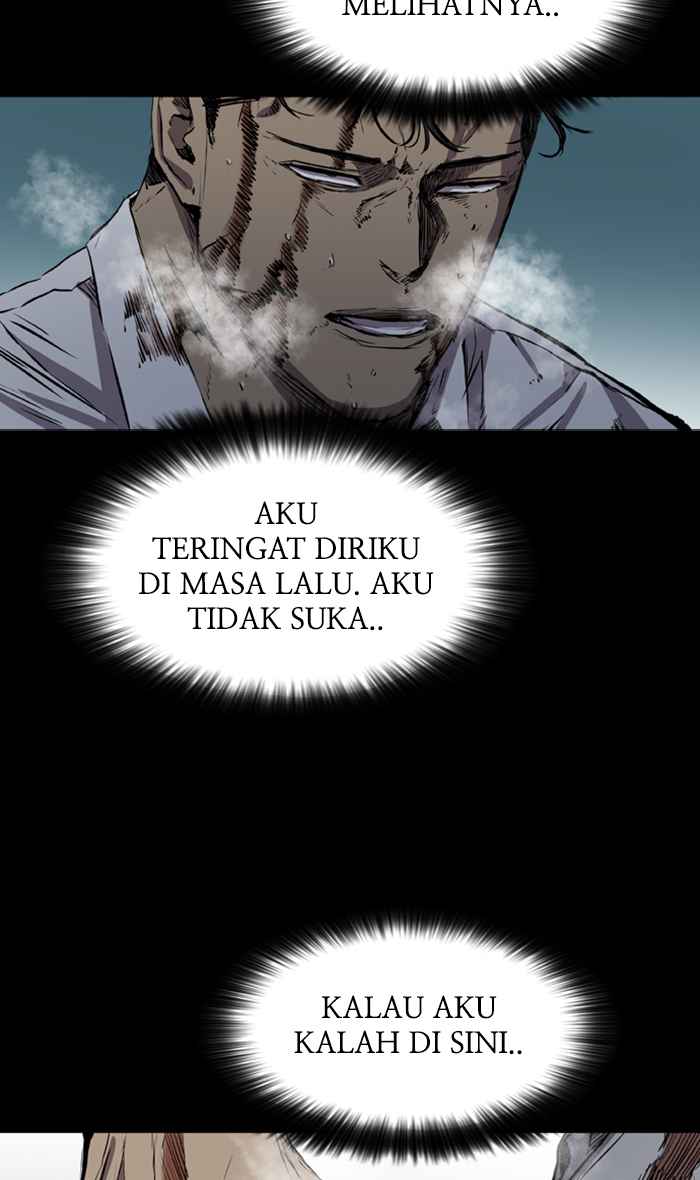 MELIHATNYA..
AKU
TERINGAT DIRIKU
DI MASA LALU. AKU
TIDAK SUKA..
KALAU AKU
KALAH DI SINI..